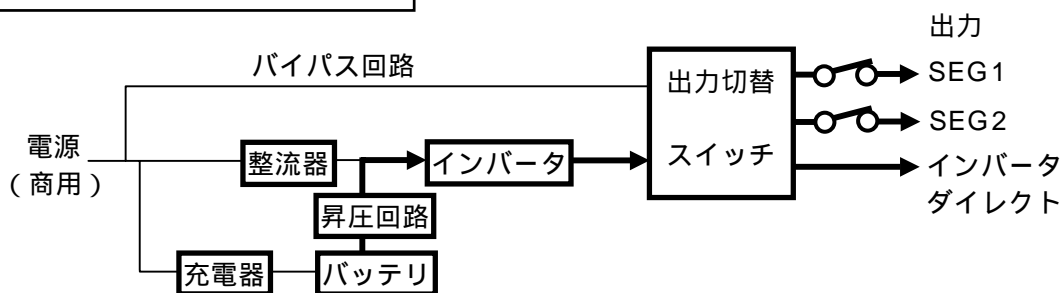 出力
バイパス回路
出力切替
スイッチ
SEG1
SEG2
インバータ
ダイレクト
電源
（商用）
整流器
インバータ
昇圧回路
充電器
バッテリ